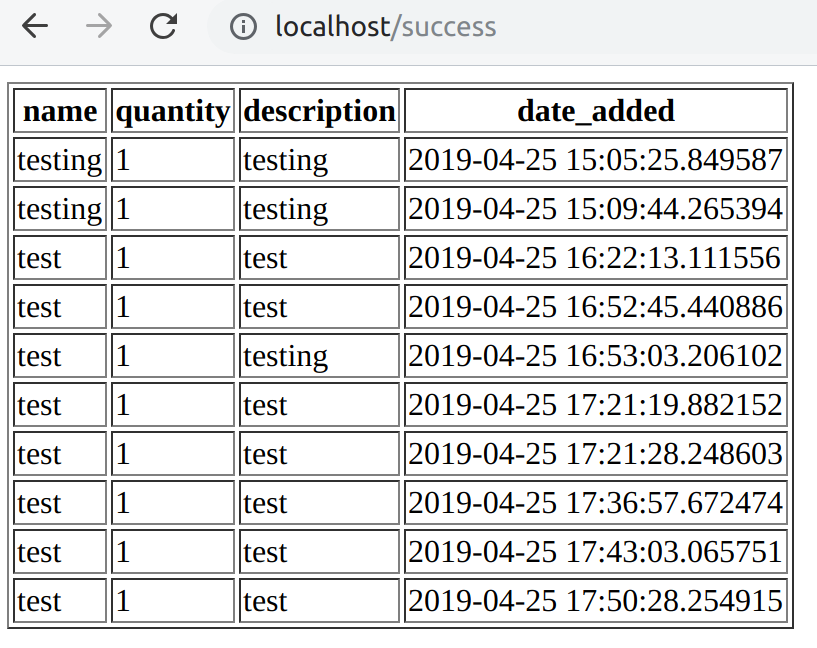 localhost/success
name quantity description date_added
testing 1 testing 2019-04-25 15:05:25.849587
testing 1 testing 2019-04-25 15:09:44.265394
test 1 test 2019-04-25 16:22:13.111556
test 1 test 2019-04-25 16:52:45.440886
test 1 testing 2019-04-25 16:53:03.206102
test 1 test 2019-04-25 17:21:19.882152
test 1 test 2019-04-25 17:21:28.248603
test 1 test 2019-04-25 17:36:57.672474
test 1 test 2019-04-25 17:43:03.065751
test 1 test 2019-04-25 17:50:28.254915